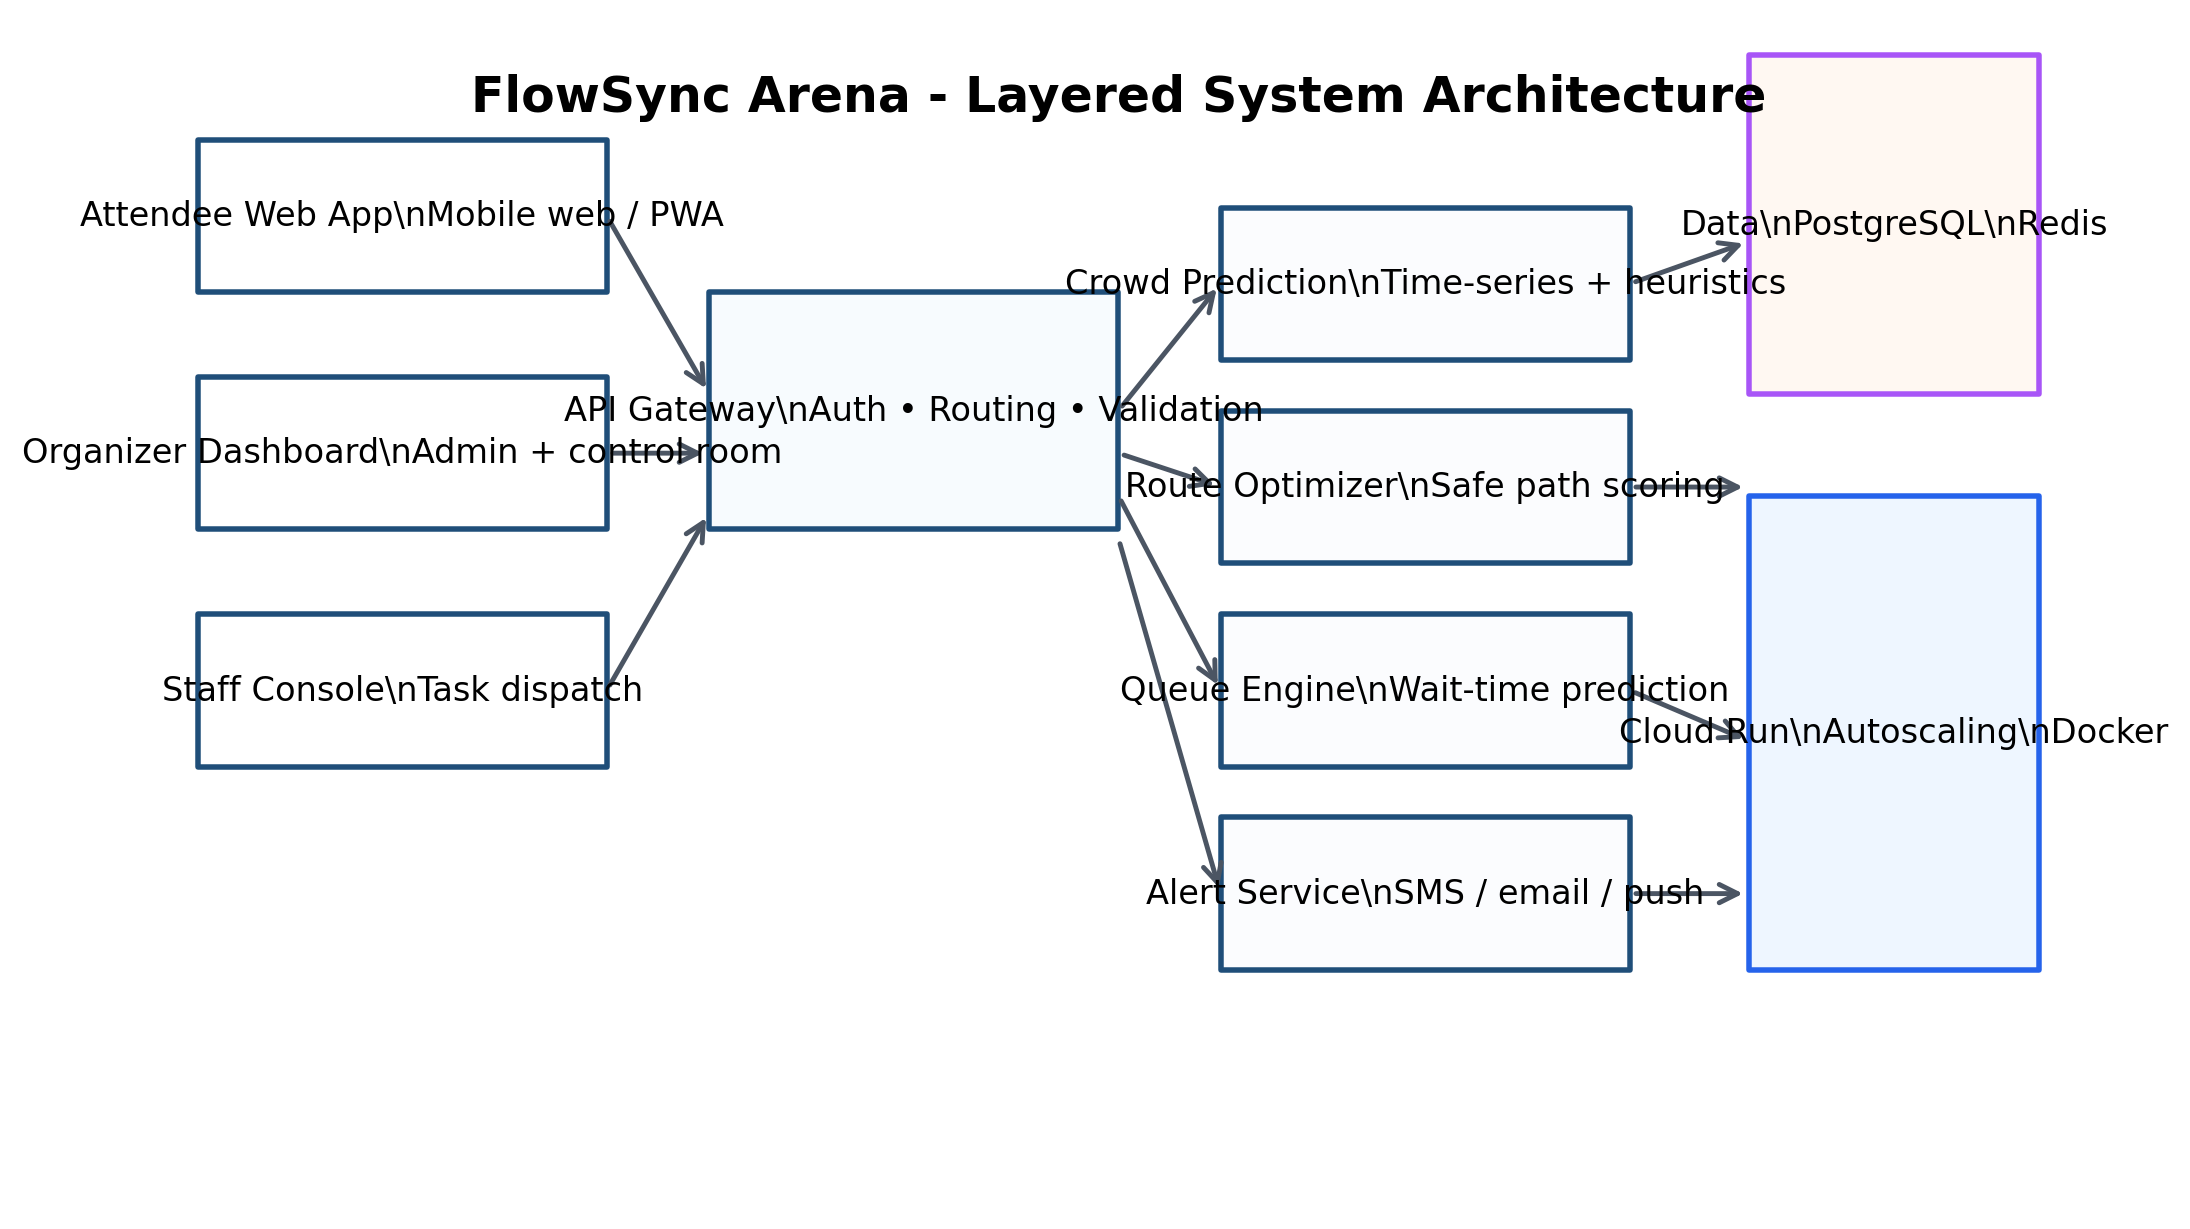 FlowSync Arena - Layered System Architecture
Attendee Web App\nMobile web / PWA
Organizer Dashboard\nAdmin + control room
Staff Console\nTask dispatch
API Gateway\nAuth • Routing • Validation
Crowd Prediction\nTime-series + heuristics
Route Optimizer\nSafe path scoring
Queue Engine\nWait-time prediction
Alert Service\nSMS / email / push
Data\nPostgreSQL\nRedis
Cloud Run\nAutoscaling\nDocker